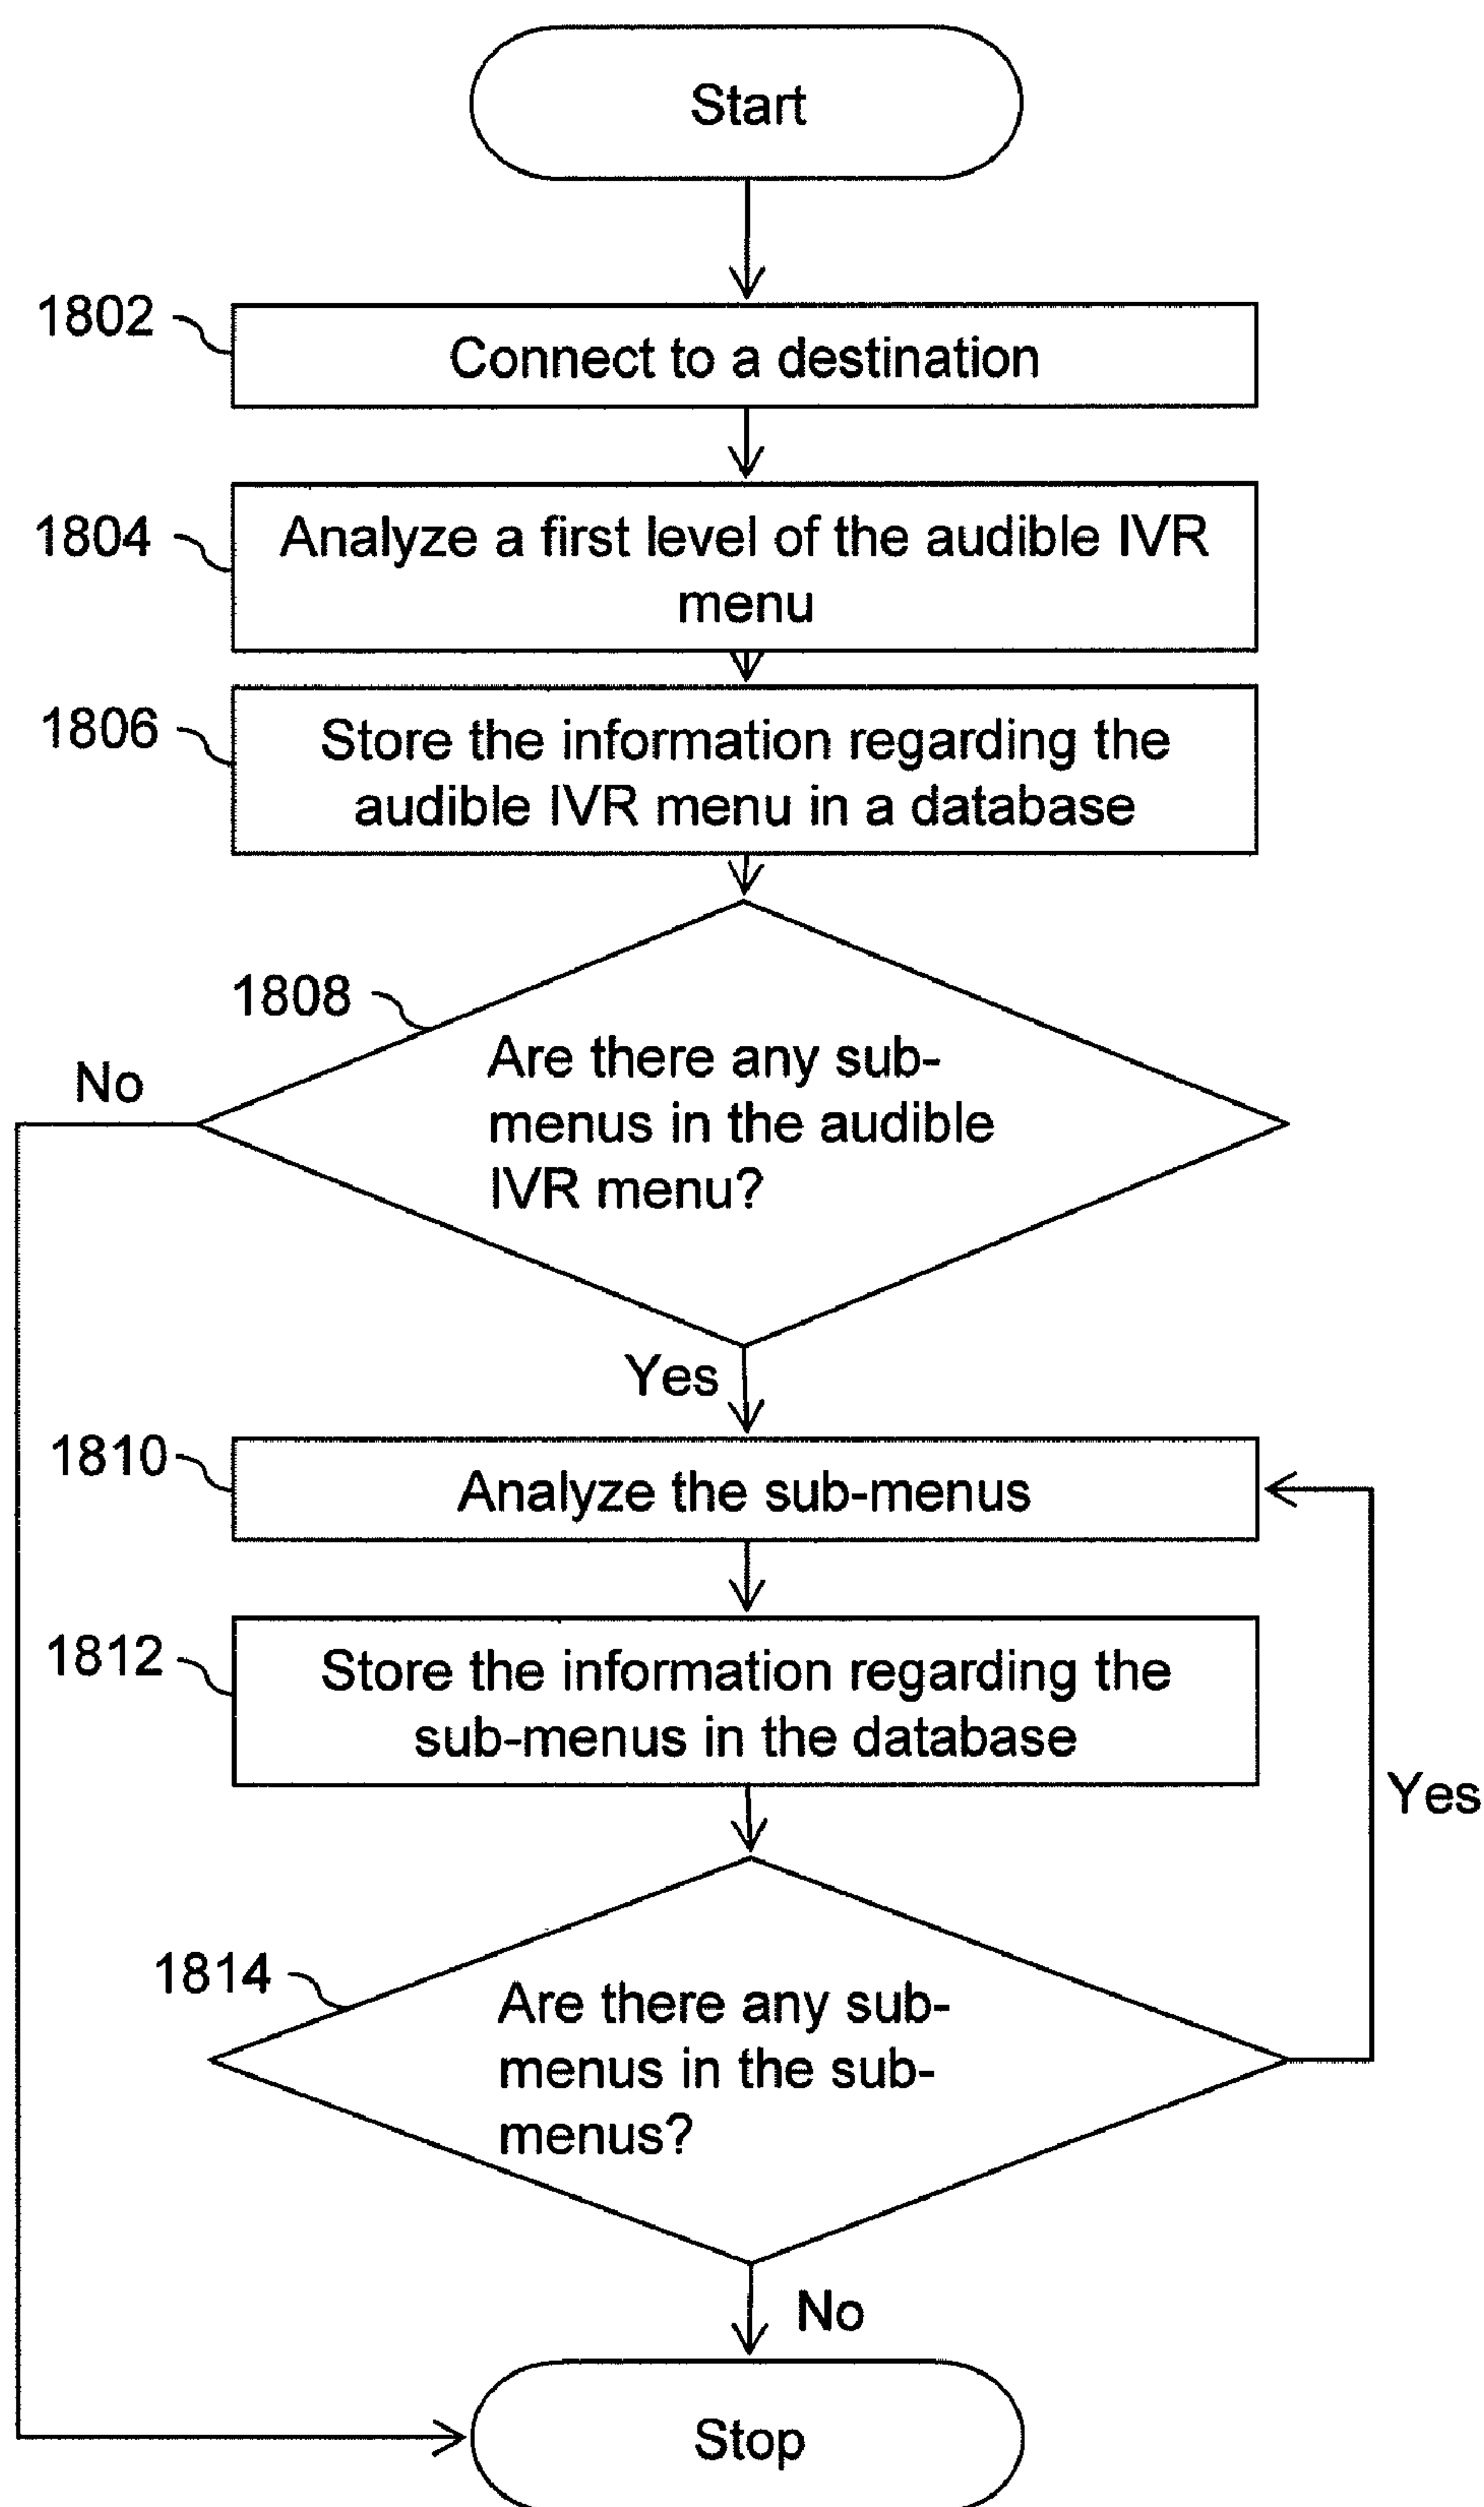 Start
1802
Connect to a destination
1804
Analyze a first level of the audible IVR
menu
1806
Store the information regarding the
audible IVR menu in a database
1808
Are there any sub-
menus in the audible
IVR menu?
No
Yes
1810
Analyze the sub-menus
1812
Store the information regarding the
sub-menus in the database
Yes
1814
Are there any sub-
menus in the sub-
menus?
No
Stop